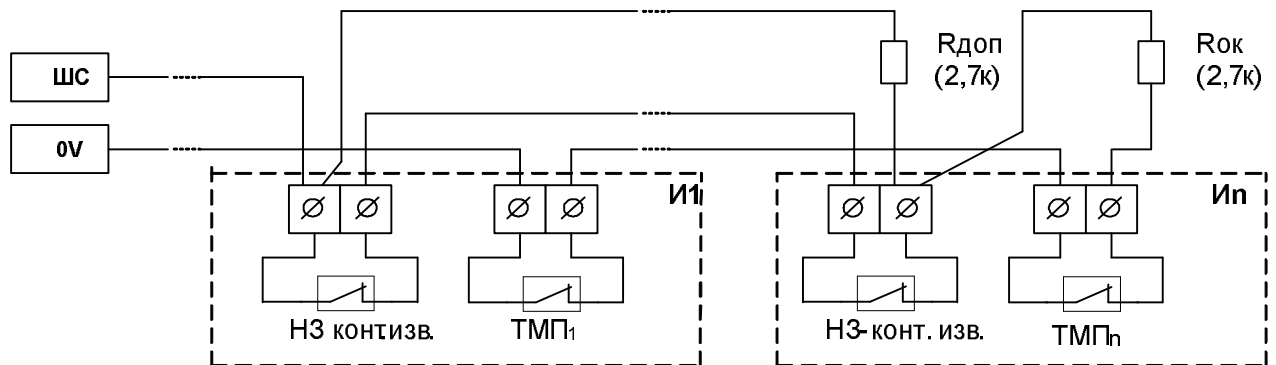 ШС
0V
Rдоп
(2,7к)
Rок
(2,7к)
И1
Иn
НЗ конт.изв.
ТМП1
НЗ- конт. изв.
ТМПn